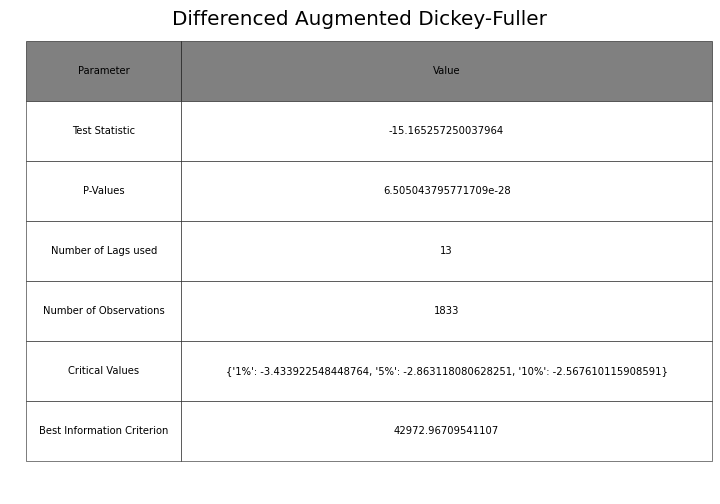 Differenced Augmented Dickey-Fuller
Parameter Value
Test Statistic -15.165257250037964
P-Values 6.505043795771709e-28
Number of Lags used 13
Number of Observations 1833
Critical Values {'1%': -3.433922548448764, '5%': -2.863118080628251, '10%': -2.567610115908591}
Best Information Criterion 42972.96709541107